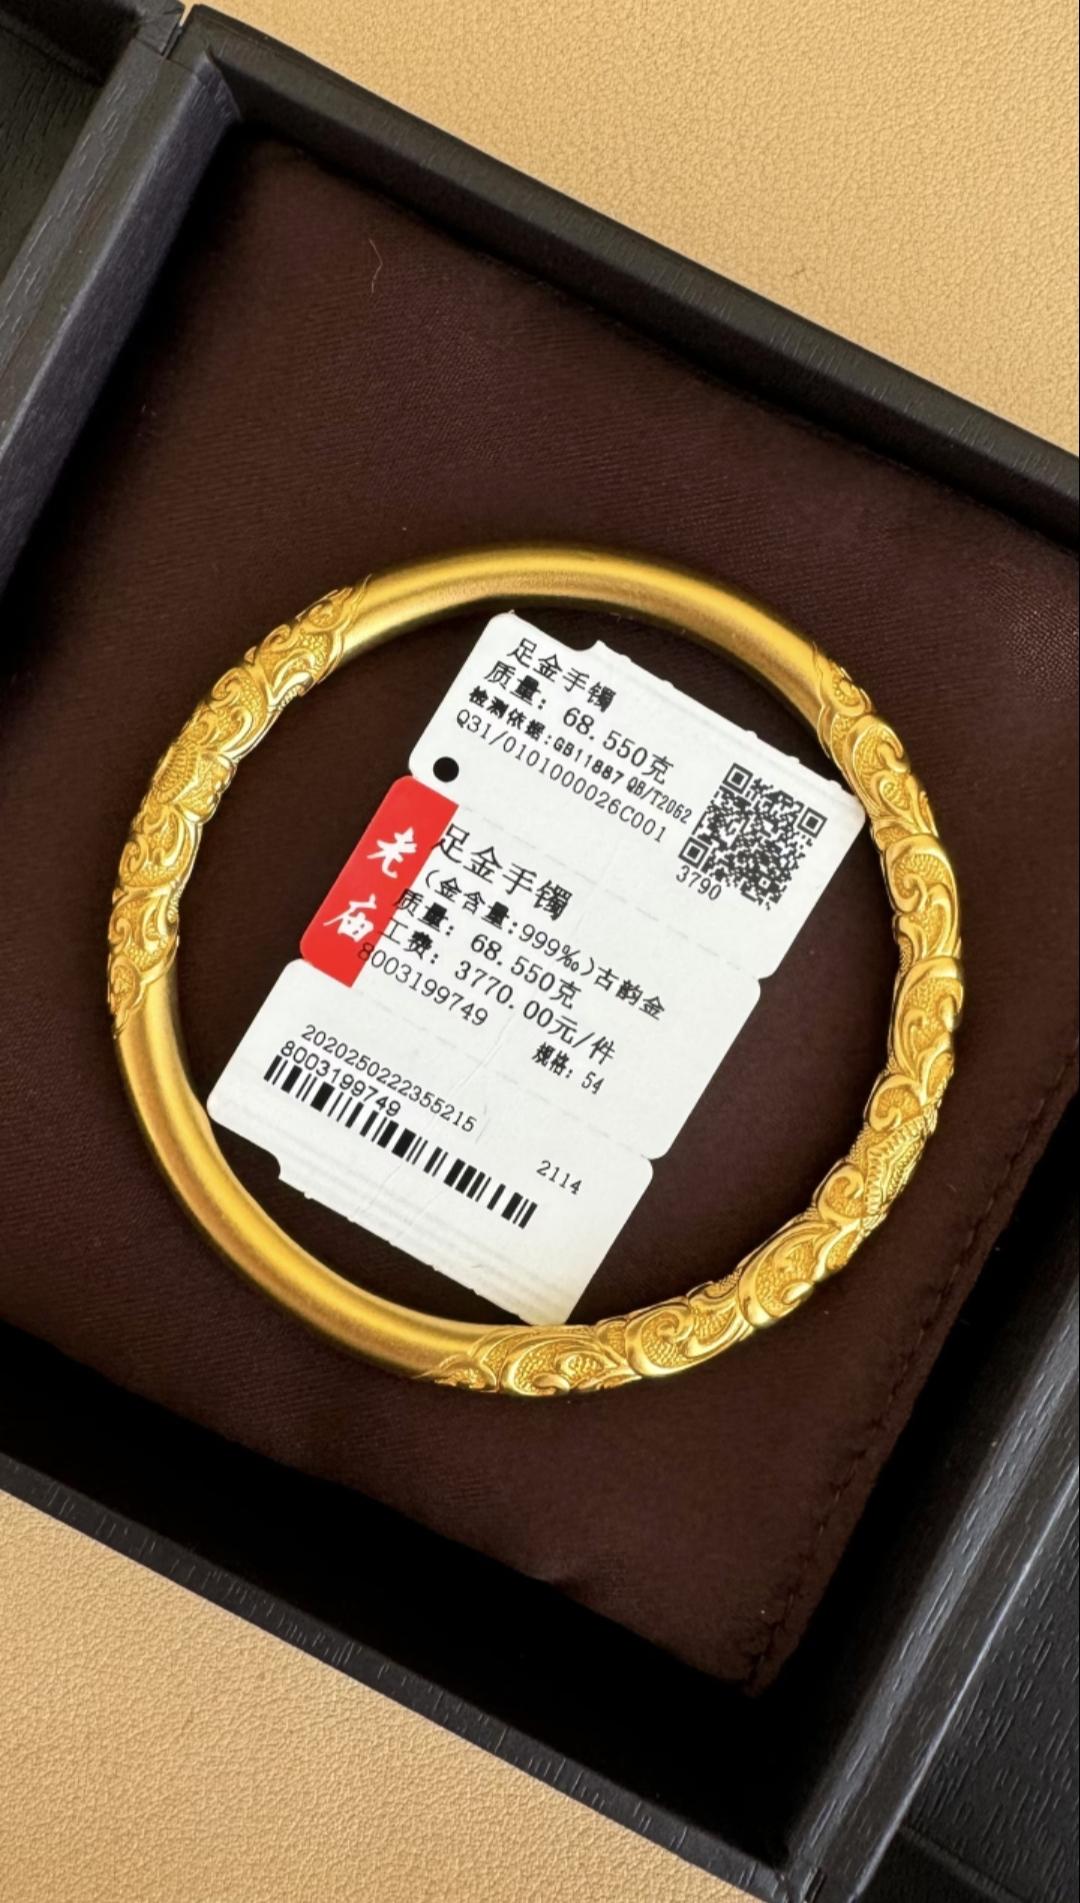 足金手镯
质量: 68.550克
检测依据:GB11887 QB/T2062
Q31/0101000026C001
3790
老庙
足金手镯
(金含量:999‰)古韵金
质量: 68.550克
工费: 3770.00元/件
8003199749
规格: 54
2020250222355215
8003199749
2114